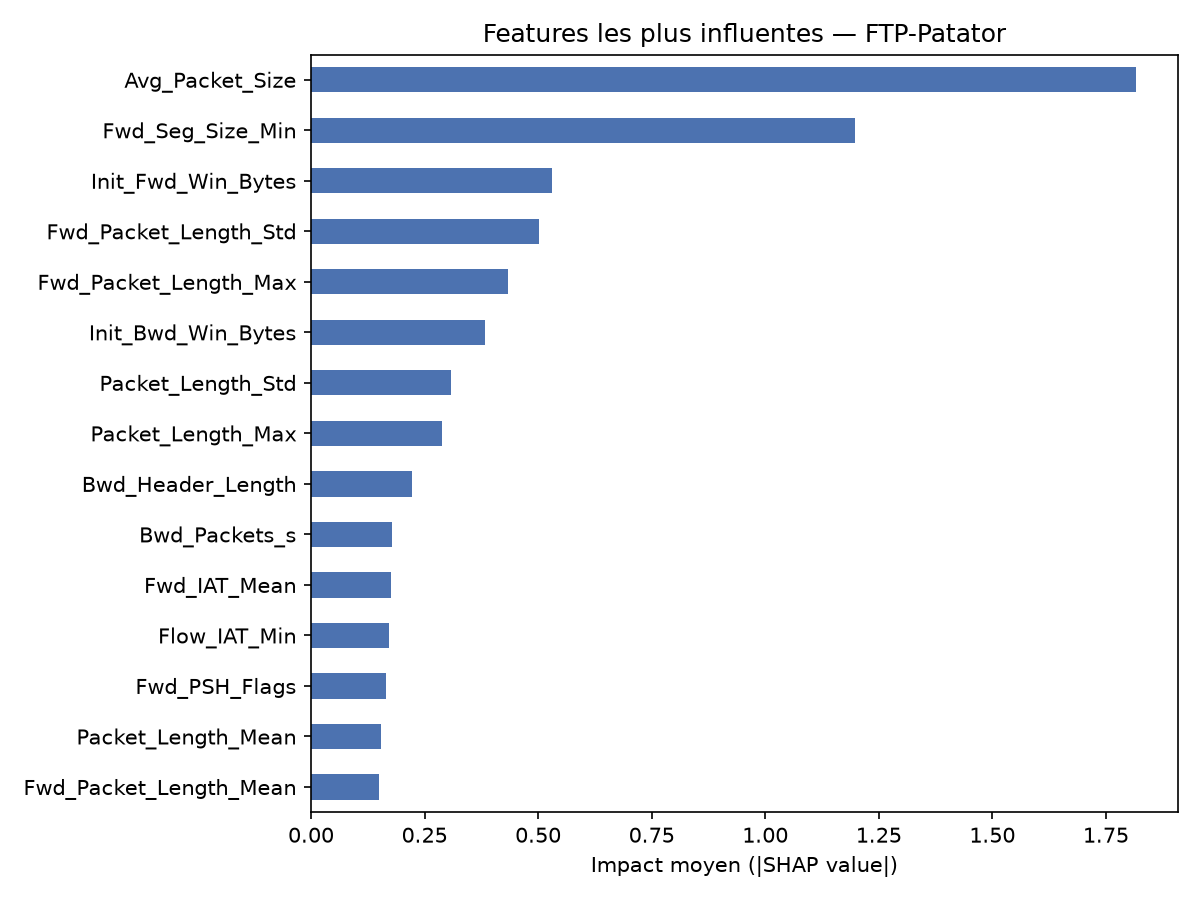 Features les plus influentes — FTP-Patator
Avg_Packet_Size
Fwd_Seg_Size_Min
Init_Fwd_Win_Bytes
Fwd_Packet_Length_Std
Fwd_Packet_Length_Max
Init_Bwd_Win_Bytes
Packet_Length_Std
Packet_Length_Max
Bwd_Header_Length
Bwd_Packets_s
Fwd_IAT_Mean
Flow_IAT_Min
Fwd_PSH_Flags
Packet_Length_Mean
Fwd_Packet_Length_Mean
0.00 0.25 0.50 0.75 1.00 1.25 1.50 1.75
Impact moyen (|SHAP value|)